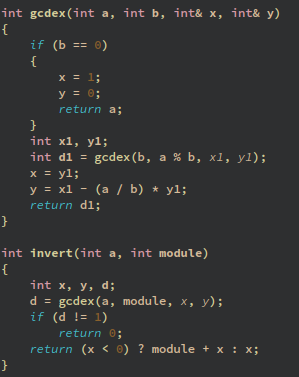 int gcdex(int a, int b, int& x, int& y)
{
    if (b == 0)
    {
        x = 1;
        y = 0;
        return a;
    }
    int x1, y1;
    int d1 = gcdex(b, a % b, x1, y1);
    x = y1;
    y = x1 - (a / b) * y1;
    return d1;
}

int invert(int a, int module)
{
    int x, y, d;
    d = gcdex(a, module, x, y);
    if (d != 1)
        return 0;
    return (x < 0) ? module + x : x;
}